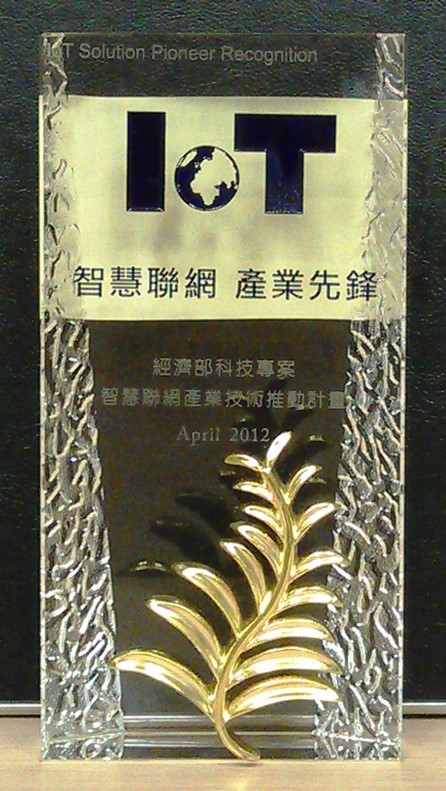 IoT Solution Pioneer Recognition
IoT
智慧聯網 產業先鋒
經濟部科技專案
智慧聯網產業技術推動計畫
April 2012